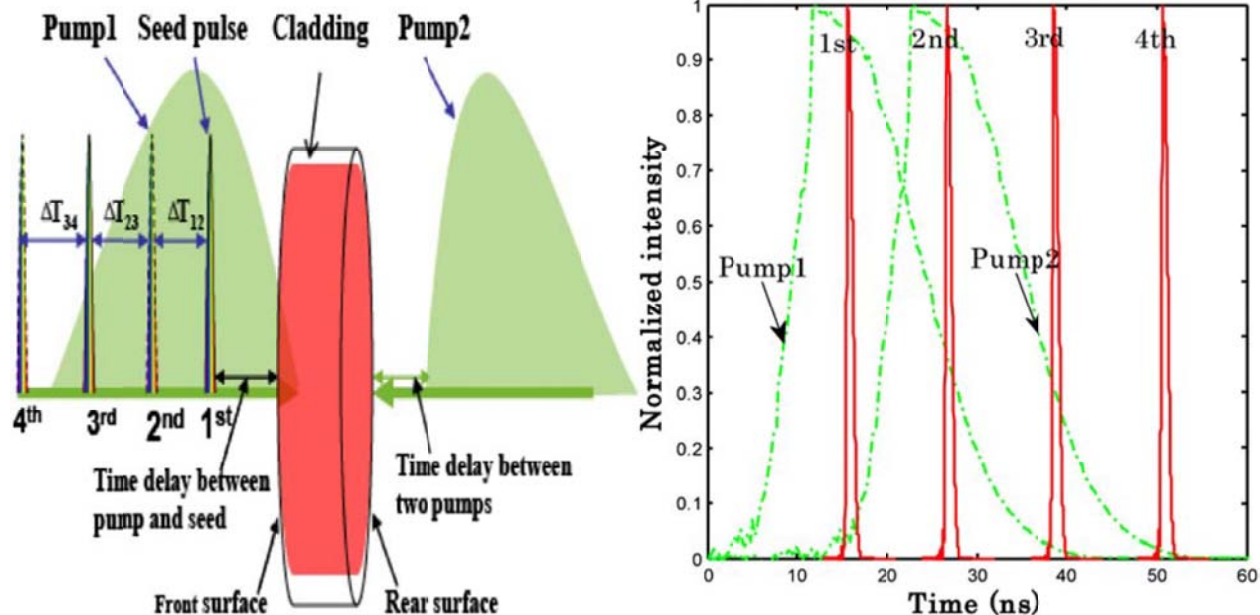 Pump1 Seed pulse Cladding Pump2
ΔT34 ΔT23 ΔT12
4th 3rd 2nd 1st
Time delay between
pump and seed
Time delay between
two pumps
Front surface Rear surface
Normalized intensity
1
0.9
0.8
0.7
0.6
0.5
0.4
0.3
0.2
0.1
0
1st 2nd 3rd 4th
Pump1
Pump2
0 10 20 30 40 50 60
Time (ns)